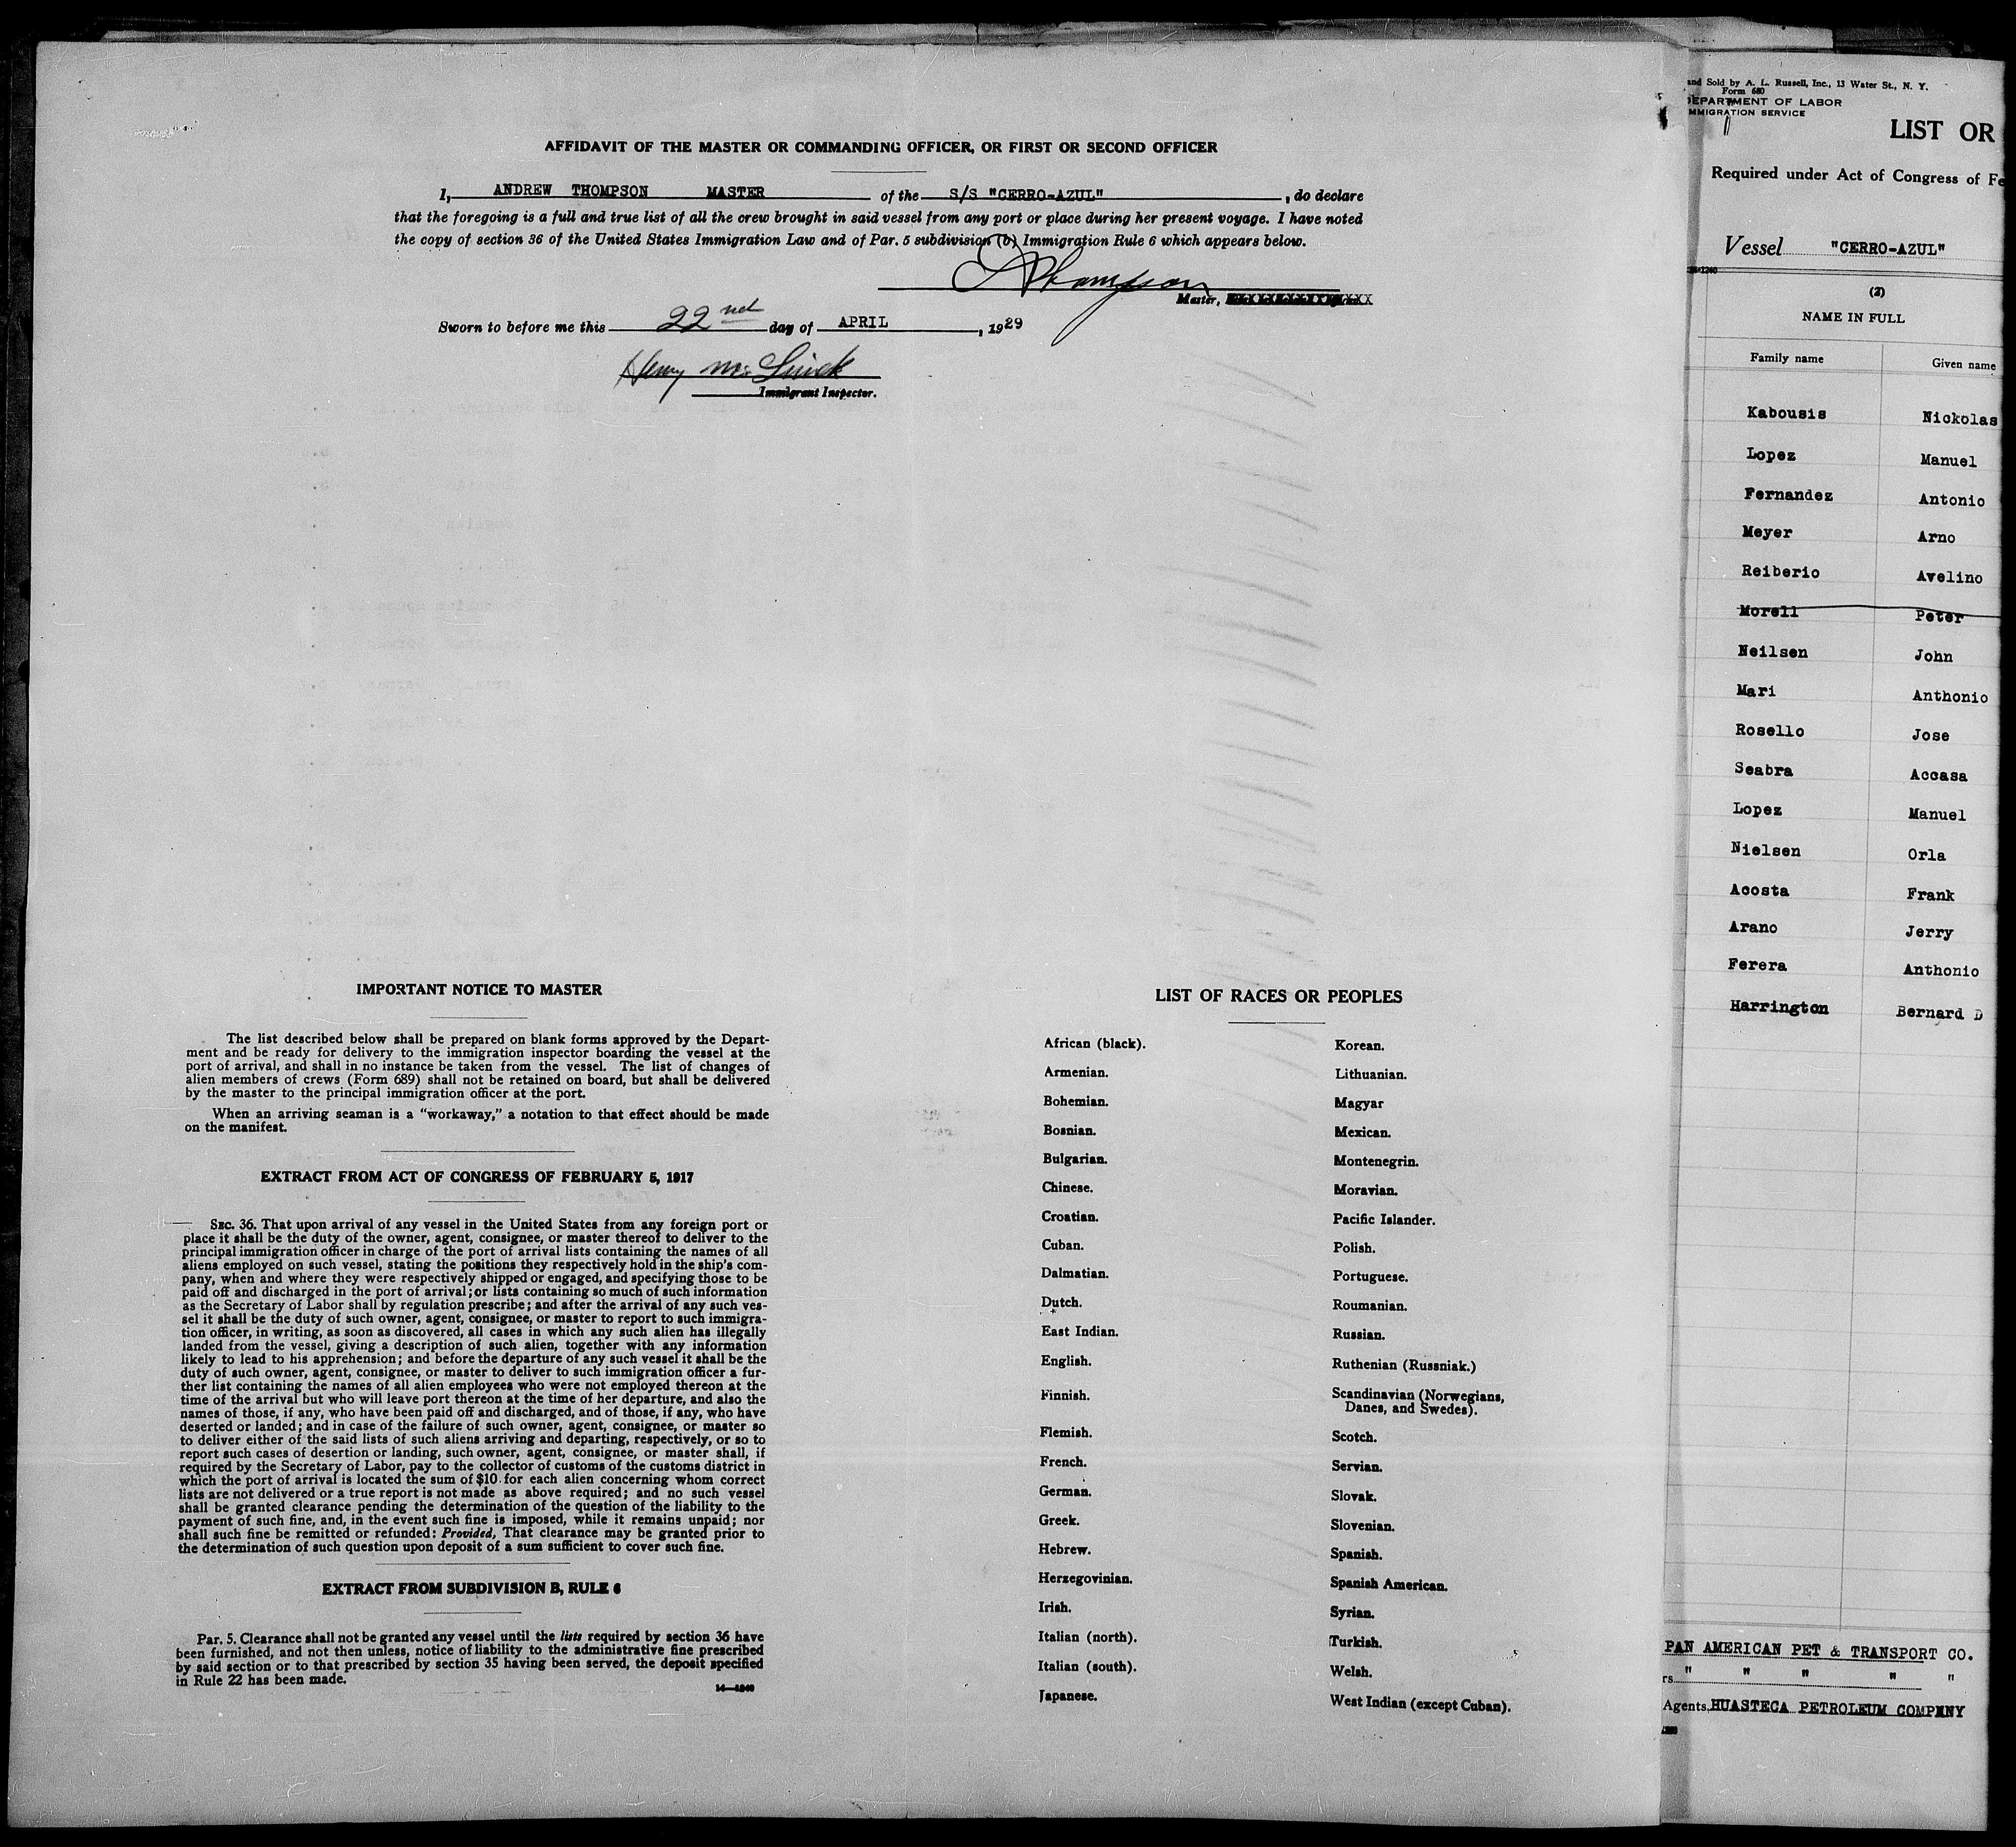 AFFIDAVIT OF THE MASTER OR COMMANDING OFFICER, OR FIRST OR SECOND OFFICER
I, ANDREW THOMPSON MASTER of the S/S "CERRO-AZUL", do declare
that the foregoing is a full and true list of all the crew brought in said vessel from any port or place during her present voyage. I have noted
the copy of section 36 of the United States Immigration Law and of Par. 5 subdivision (b) Immigration Rule 6 which appears below.
A Thompson
Master,
Sworn to before me this 22nd day of APRIL, 1929
Henry
Immigrant Inspector.
IMPORTANT NOTICE TO MASTER
The list described below shall be prepared on blank forms approved by the Depart-
ment and be ready for delivery to the immigration inspector boarding the vessel at the
port of arrival, and shall in no instance be taken from the vessel. The list of changes of
alien members of crews (Form 689) shall not be retained on board, but shall be delivered
by the master to the principal immigration officer at the port.
When an arriving seaman is a "workaway," a notation to that effect should be made
on the manifest.
EXTRACT FROM ACT OF CONGRESS OF FEBRUARY 5, 1917
SEC. 36. That upon arrival of any vessel in the United States from any foreign port or
place it shall be the duty of the owner, agent, consignee, or master thereof to deliver to the
principal immigration officer in charge of the port of arrival lists containing the names of all
aliens employed on such vessel, stating the positions they respectively hold in the ship's com-
pany, when and where they were respectively shipped or engaged, and specifying those to be
paid off and discharged in the port of arrival; or lists containing so much of such information
as the Secretary of Labor shall by regulation prescribe; and after the arrival of any such ves-
sel it shall be the duty of such owner, agent, consignee, or master to report to such immigra-
tion officer, in writing, as soon as discovered, all cases in which any such alien has illegally
landed from the vessel, giving a description of such alien, together with any information
likely to lead to his apprehension; and before the departure of any such vessel it shall be the
duty of such owner, agent, consignee, or master to deliver to such immigration officer a fur-
ther list containing the names of all alien employees who were not employed thereon at the
time of the arrival but who will leave port thereon at the time of her departure, and also the
names of those, if any, who have been paid off and discharged, and of those, if any, who have
deserted or landed; and in case of the failure of such owner, agent, consignee, or master so
to deliver either of the said lists of such aliens arriving and departing, respectively, or so to
report such cases of desertion or landing, such owner, agent, consignee, or master shall, if
required by the Secretary of Labor, pay to the collector of customs of the customs district in
which the port of arrival is located the sum of $10 for each alien concerning whom correct
lists are not delivered or a true report is not made as above required; and no such vessel
shall be granted clearance pending the determination of the question of the liability to the
payment of such fine, and, in the event such fine is imposed, while it remains unpaid; nor
shall such fine be remitted or refunded: Provided, That clearance may be granted prior to
the determination of such question upon deposit of a sum sufficient to cover such fine.
EXTRACT FROM SUBDIVISION B, RULE 6
Par. 5. Clearance shall not be granted any vessel until the lists required by section 36 have
been furnished, and not then unless, notice of liability to the administrative fine prescribed
by said section or to that prescribed by section 35 having been served, the deposit specified
in Rule 22 has been made.
14—1240
LIST OF RACES OR PEOPLES
African (black).
Armenian.
Bohemian.
Bosnian.
Bulgarian.
Chinese.
Croatian.
Cuban.
Dalmatian.
Dutch.
East Indian.
English.
Finnish.
Flemish.
French.
German.
Greek.
Hebrew.
Herzegovinian.
Irish.
Italian (north).
Italian (south).
Japanese.
Korean.
Lithuanian.
Magyar
Mexican.
Montenegrin.
Moravian.
Pacific Islander.
Polish.
Portuguese.
Roumanian.
Russian.
Ruthenian (Russniak.)
Scandinavian (Norwegians,
Danes, and Swedes).
Scotch.
Servian.
Slovak.
Slovenian.
Spanish.
Spanish American.
Syrian.
Turkish.
Welsh.
West Indian (except Cuban).
and Sold by A. L. Russell, Inc., 13 Water St., N. Y.
Form 680
DEPARTMENT OF LABOR
IMMIGRATION SERVICE
LIST OR
Required under Act of Congress of Fe
Vessel "CERRO-AZUL"
(2)
NAME IN FULL
Family name Given name
Kabousis Nickolas
Lopez Manuel
Fernandez Antonio
Meyer Arno
Reiberio Avelino
Morell Peter
Neilsen John
Mari Anthonio
Rosello Jose
Seabra Accasa
Lopez Manuel
Nielsen Orla
Acosta Frank
Arano Jerry
Ferera Anthonio
Harrington Bernard D
PAN AMERICAN PET & TRANSPORT CO.
rs " " " " "
Agents HUASTECA PETROLEUM COMPNNY